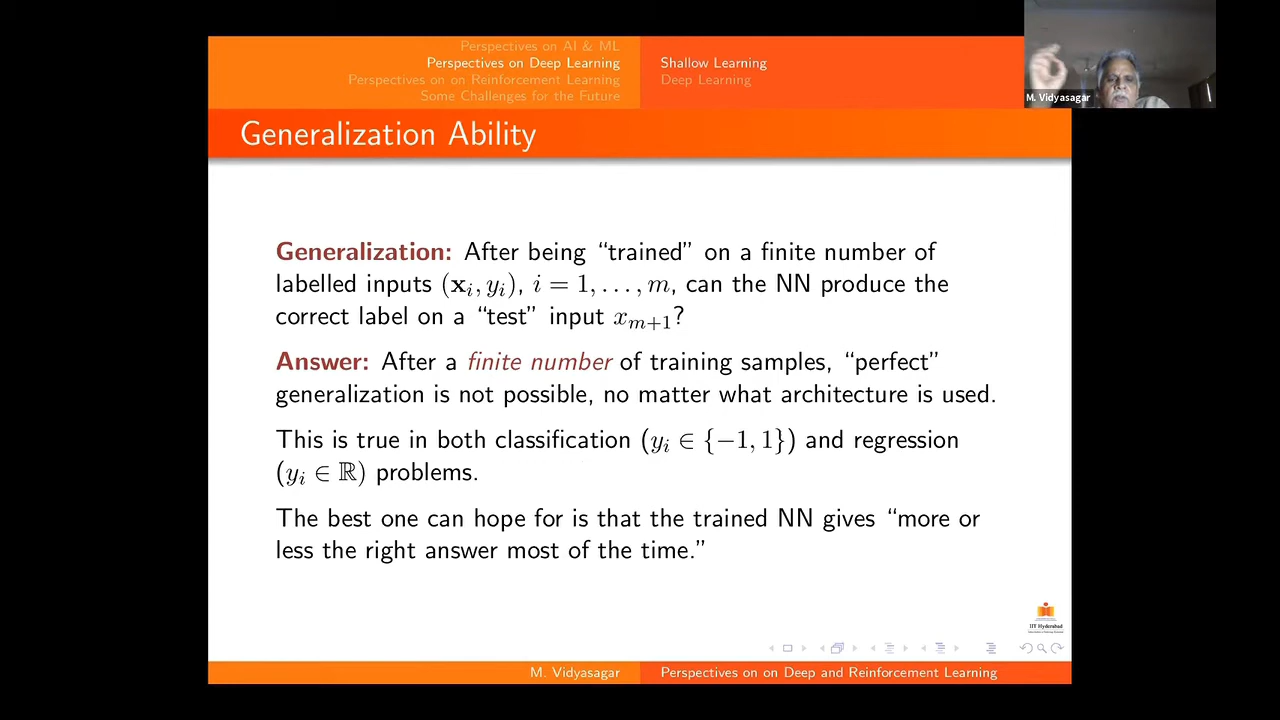 Perspectives on AI & ML
Perspectives on Deep Learning
Perspectives on on Reinforcement Learning
Some Challenges for the Future
Shallow Learning
Deep Learning
M. Vidyasagar
Generalization Ability
Generalization: After being “trained” on a finite number of
labelled inputs (xᵢ, yᵢ), i = 1, . . . , m, can the NN produce the
correct label on a “test” input xₘ₊₁?
Answer: After a finite number of training samples, “perfect”
generalization is not possible, no matter what architecture is used.
This is true in both classification (yᵢ ∈ {−1, 1}) and regression
(yᵢ ∈ ℝ) problems.
The best one can hope for is that the trained NN gives “more or
less the right answer most of the time.”
IIT Hyderabad
M. Vidyasagar
Perspectives on on Deep and Reinforcement Learning